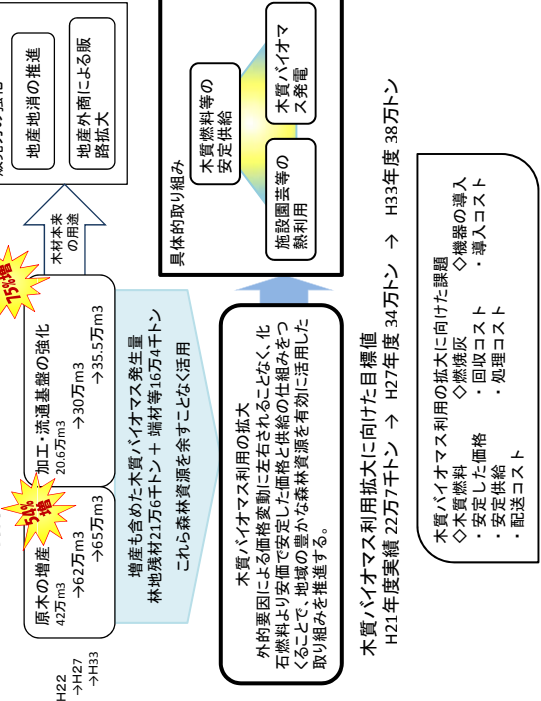 H22
→H27
→H33
原木の増産
42万m3
→62万m3
→65万m3
54%
増
加工・流通基盤の強化
20.6万m3
→30万m3
→35.5万m3
75%増
木材本来
の用途
地産地消の推進
地産外商による販
路拡大
増産も含めた木質バイオマス発生量
林地残材21万6千トン + 端材等16万4千トン
これら森林資源を余すことなく活用
木質バイオマス利用の拡大
外的要因による価格変動に左右されることなく、化
石燃料より安価で安定した価格と供給の仕組みをつ
くることで、地域の豊かな森林資源を有効に活用した
取り組みを推進する。
具体的取り組み
木質燃料等の
安定供給
施設園芸等の
熱利用
木質バイオマ
ス発電
木質バイオマス利用拡大に向けた目標値
H21年度実績 22万7千トン → H27年度 34万トン → H33年度 38万トン
木質バイオマス利用の拡大に向けた課題
◇木質燃料 ◇燃焼灰 ◇機器の導入
・安定した価格 ・回収コスト ・導入コスト
・安定供給 ・処理コスト
・配送コスト